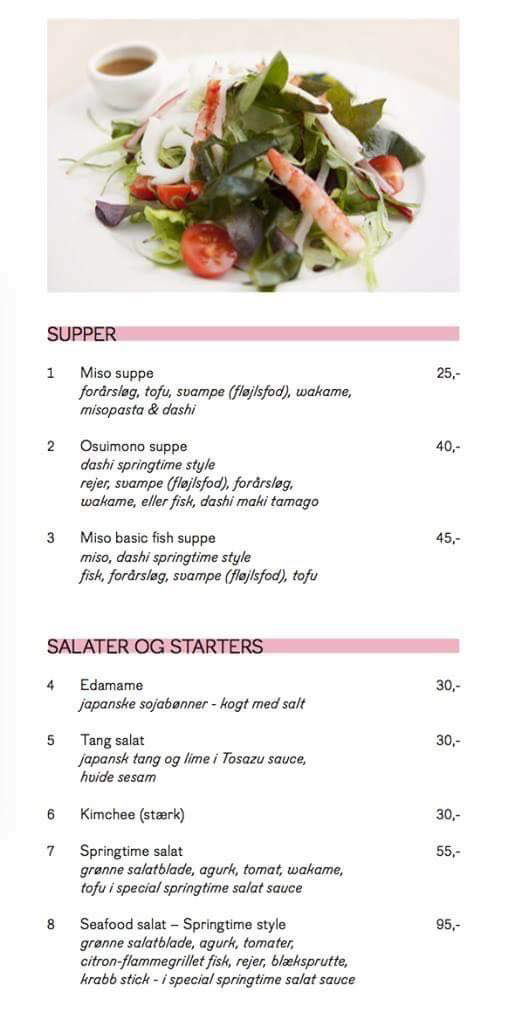 SUPPER
1 Miso suppe 25,-
forårsløg, tofu, svampe (fløjlsfod), wakame,
misopasta & dashi
2 Osuimono suppe 40,-
dashi springtime style
rejer, svampe (fløjlsfod), forårsløg,
wakame, eller fisk, dashi maki tamago
3 Miso basic fish suppe 45,-
miso, dashi springtime style
fisk, forårsløg, svampe (fløjlsfod), tofu
SALATER OG STARTERS
4 Edamame 30,-
japanske sojabønner - kogt med salt
5 Tang salat 30,-
japansk tang og lime i Tosazu sauce,
hvide sesam
6 Kimchee (stærk) 30,-
7 Springtime salat 55,-
grønne salatblade, agurk, tomat, wakame,
tofu i special springtime salat sauce
8 Seafood salat – Springtime style 95,-
grønne salatblade, agurk, tomater,
citron-flammegrillet fisk, rejer, blæksprutte,
krabb stick - i special springtime salat sauce